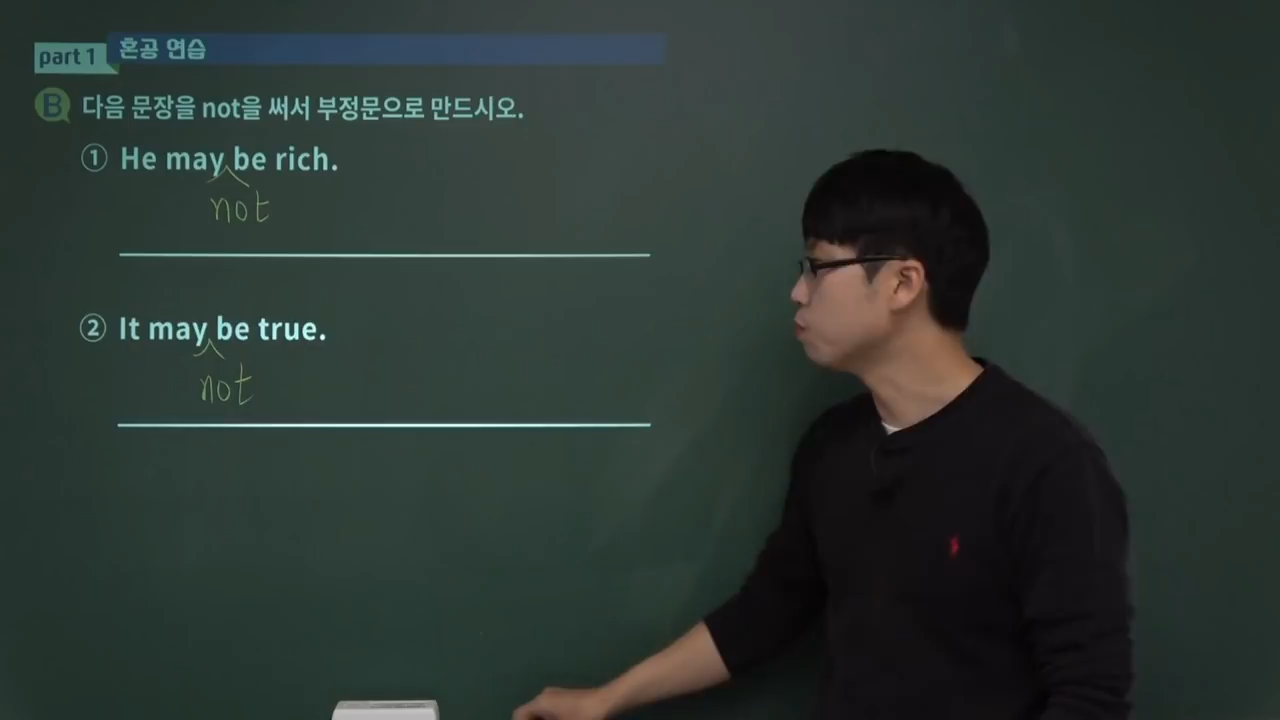 part 1 혼공 연습
B 다음 문장을 not을 써서 부정문으로 만드시오.
① He may be rich.
not
② It may be true.
not